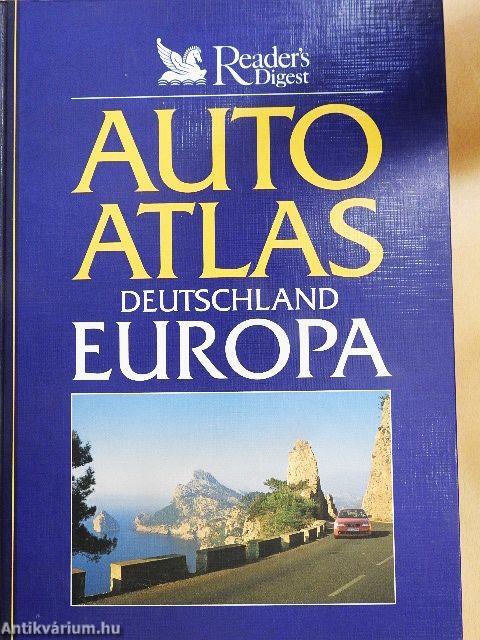 Reader's
Digest
AUTO
ATLAS
DEUTSCHLAND
EUROPA
Antikvárium.hu